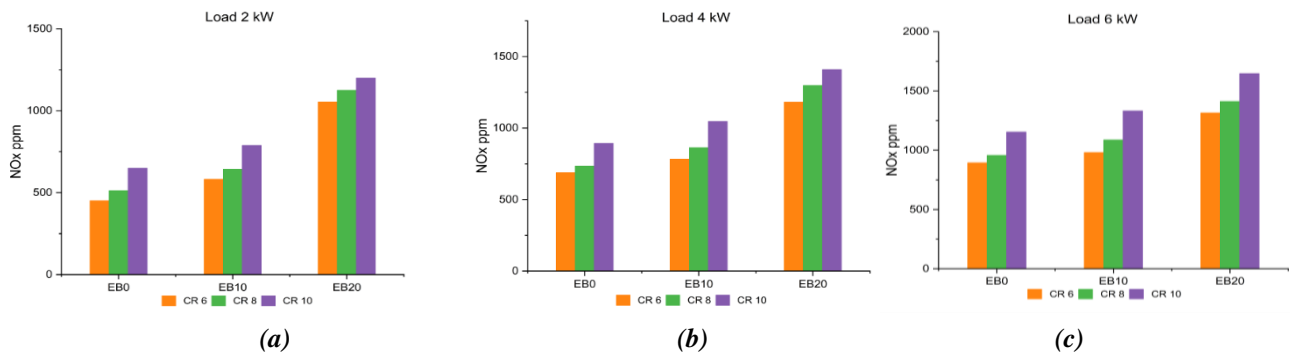 Load 2 kW
1500
1000
500
0
NOx ppm
EB0 EB10 EB20
CR 6 CR 8 CR 10
(a)
Load 4 kW
1500
1000
500
0
NOx ppm
EB0 EB10 EB20
CR 6 CR 8 CR 10
(b)
Load 6 kW
2000
1500
1000
500
0
NOx ppm
EB0 EB10 EB20
CR 6 CR 8 CR 10
(c)